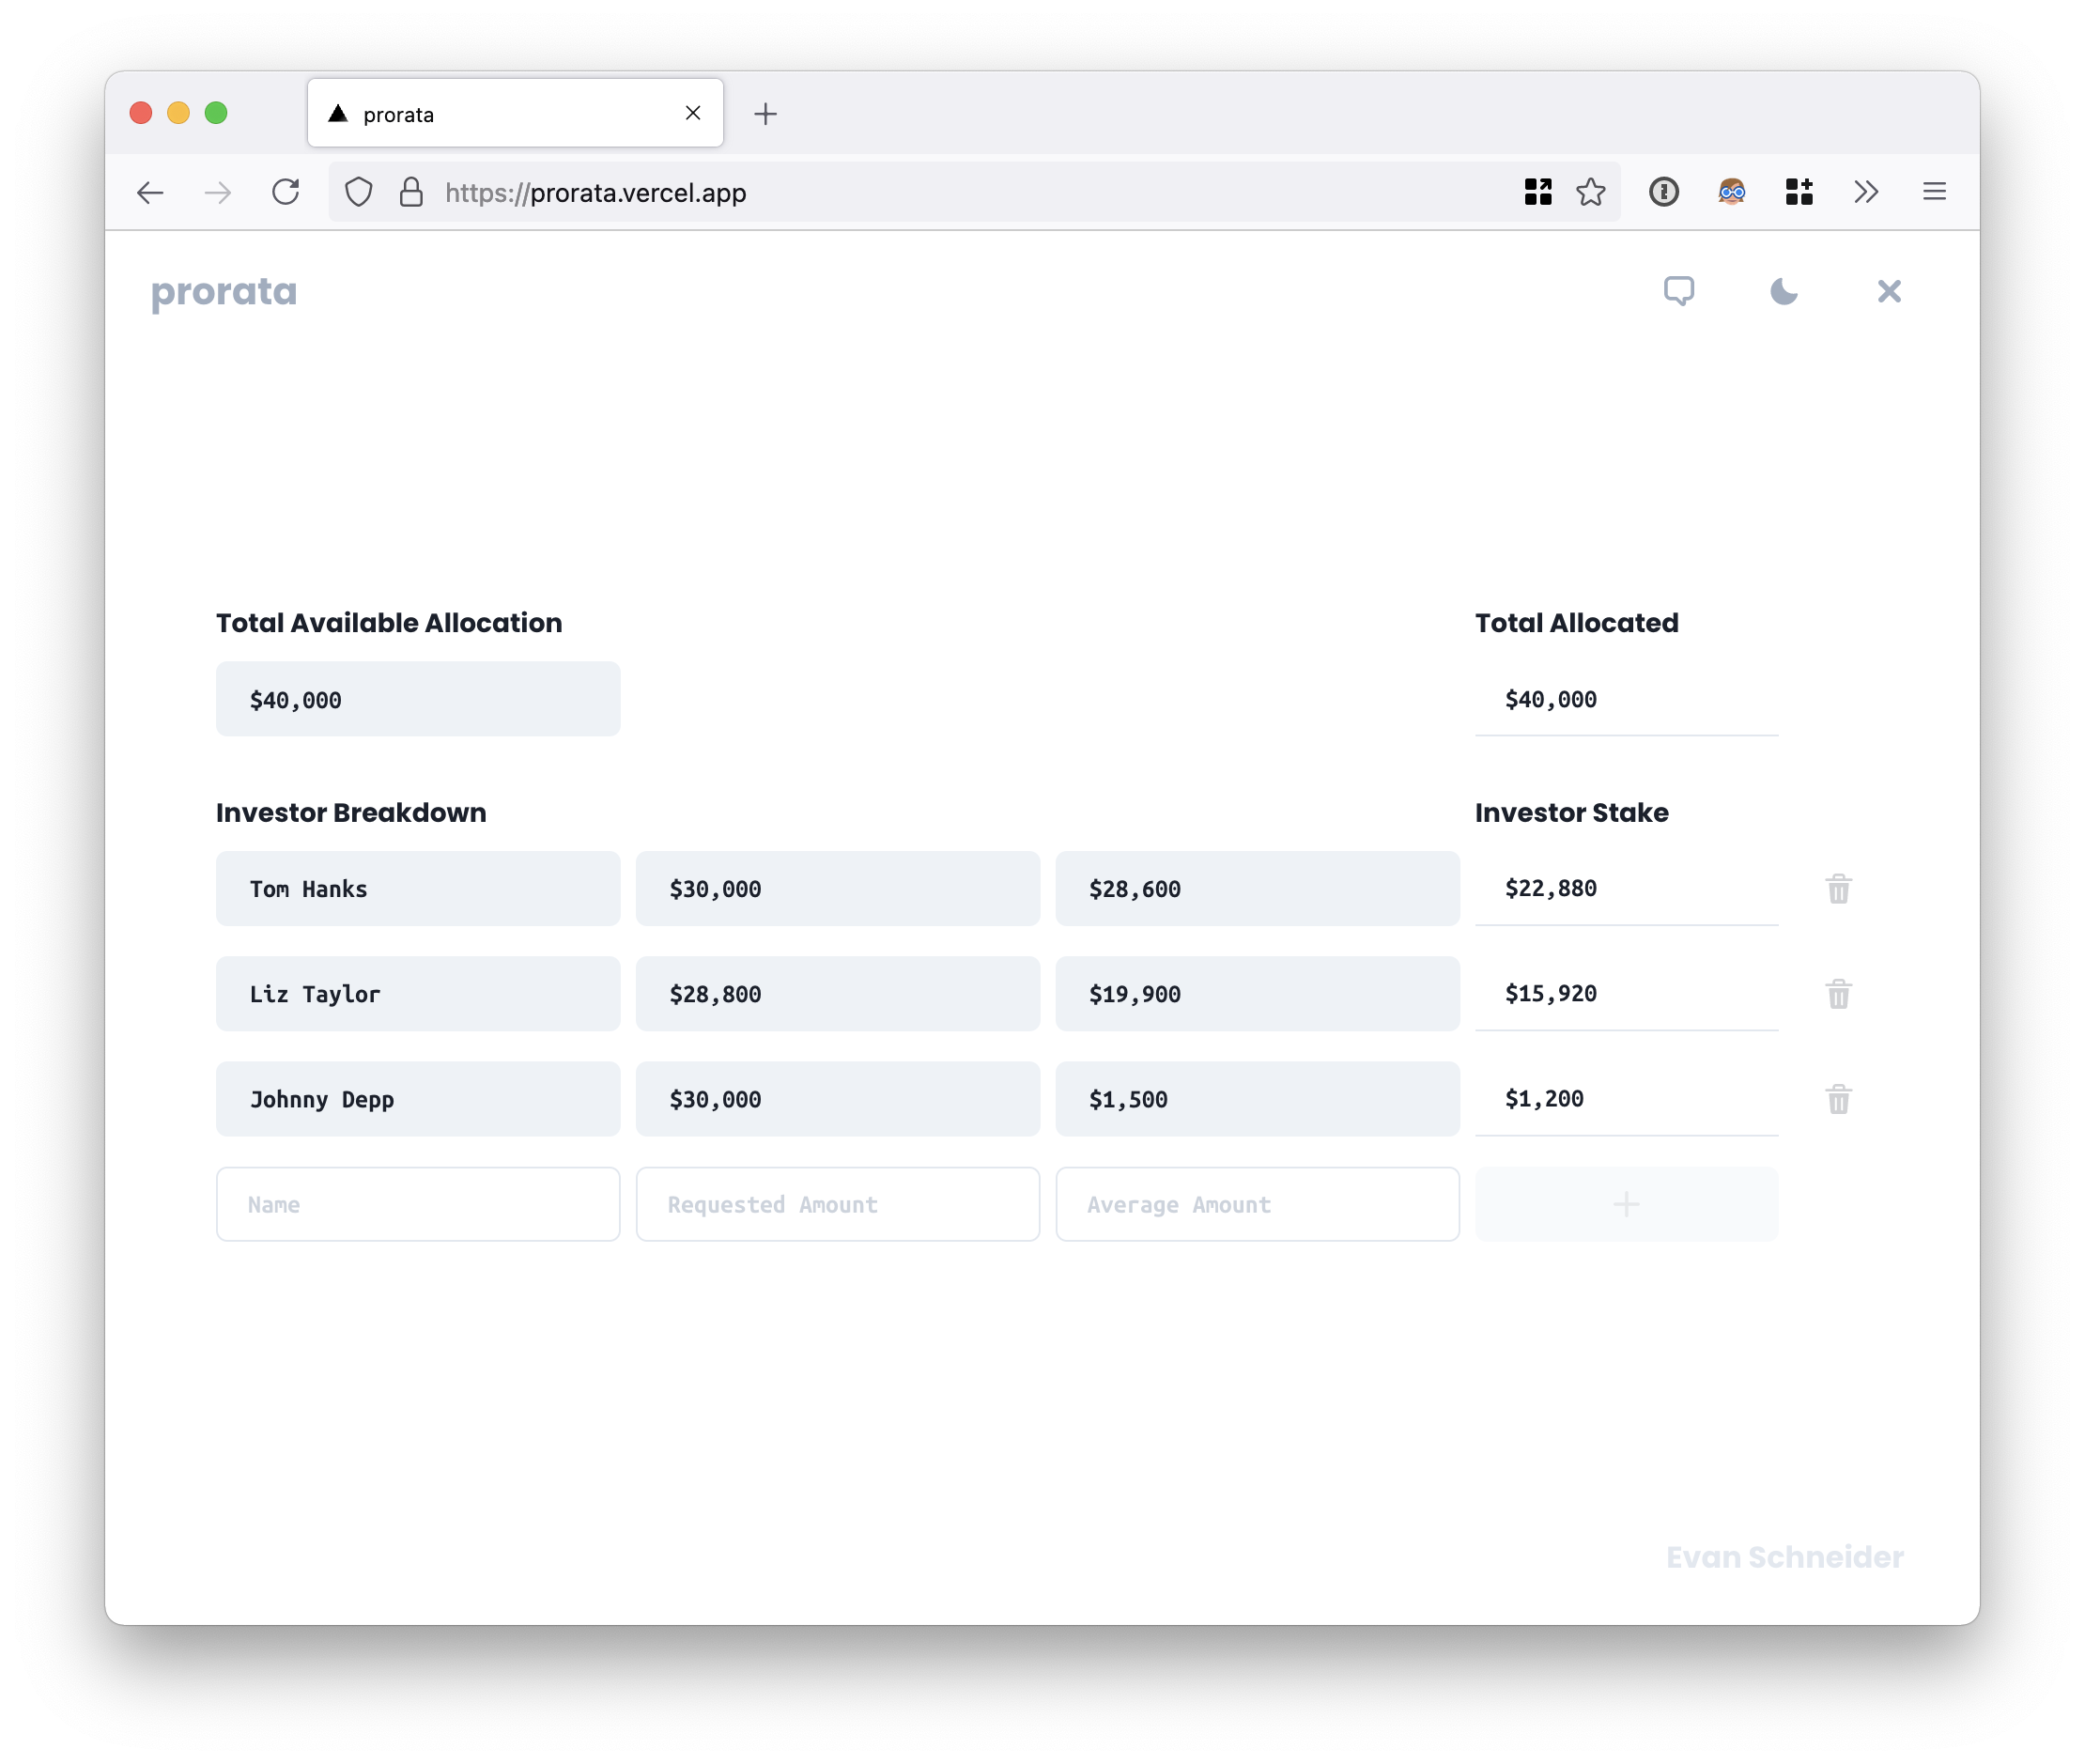 prorata
https://prorata.vercel.app
prorata
Total Available Allocation
Total Allocated
$40,000
$40,000
Investor Breakdown
Investor Stake
Tom Hanks $30,000 $28,600 $22,880
Liz Taylor $28,800 $19,900 $15,920
Johnny Depp $30,000 $1,500 $1,200
Name Requested Amount Average Amount
Evan Schneider